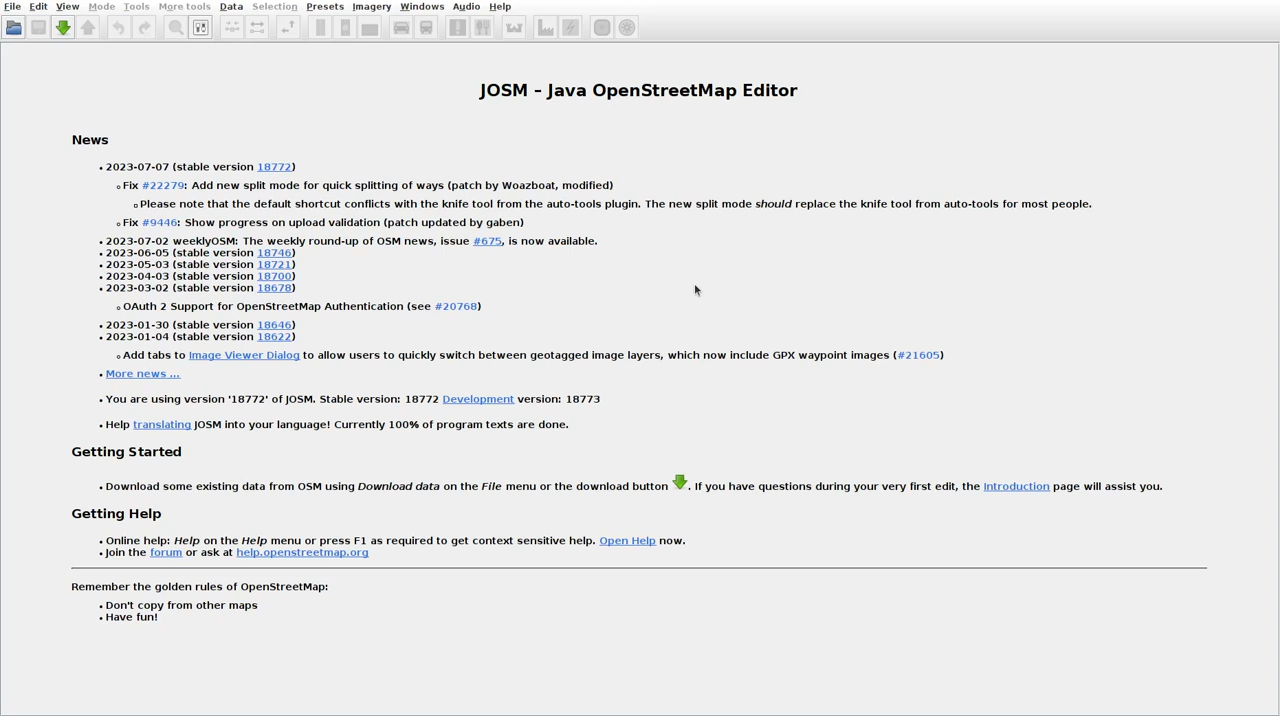 File Edit View Mode Tools More tools Data Selection Presets Imagery Windows Audio Help
JOSM – Java OpenStreetMap Editor
News
2023-07-07 (stable version 18772)
Fix #22279: Add new split mode for quick splitting of ways (patch by Woazboat, modified)
Please note that the default shortcut conflicts with the knife tool from the auto-tools plugin. The new split mode should replace the knife tool from auto-tools for most people.
Fix #9446: Show progress on upload validation (patch updated by gaben)
2023-07-02 weeklyOSM: The weekly round-up of OSM news, issue #675, is now available.
2023-06-05 (stable version 18746)
2023-05-03 (stable version 18721)
2023-04-03 (stable version 18700)
2023-03-02 (stable version 18678)
OAuth 2 Support for OpenStreetMap Authentication (see #20768)
2023-01-30 (stable version 18646)
2023-01-04 (stable version 18622)
Add tabs to Image Viewer Dialog to allow users to quickly switch between geotagged image layers, which now include GPX waypoint images (#21605)
More news ...
You are using version '18772' of JOSM. Stable version: 18772 Development version: 18773
Help translating JOSM into your language! Currently 100% of program texts are done.
Getting Started
Download some existing data from OSM using Download data on the File menu or the download button . If you have questions during your very first edit, the Introduction page will assist you.
Getting Help
Online help: Help on the Help menu or press F1 as required to get context sensitive help. Open Help now.
Join the forum or ask at help.openstreetmap.org
Remember the golden rules of OpenStreetMap:
Don't copy from other maps
Have fun!